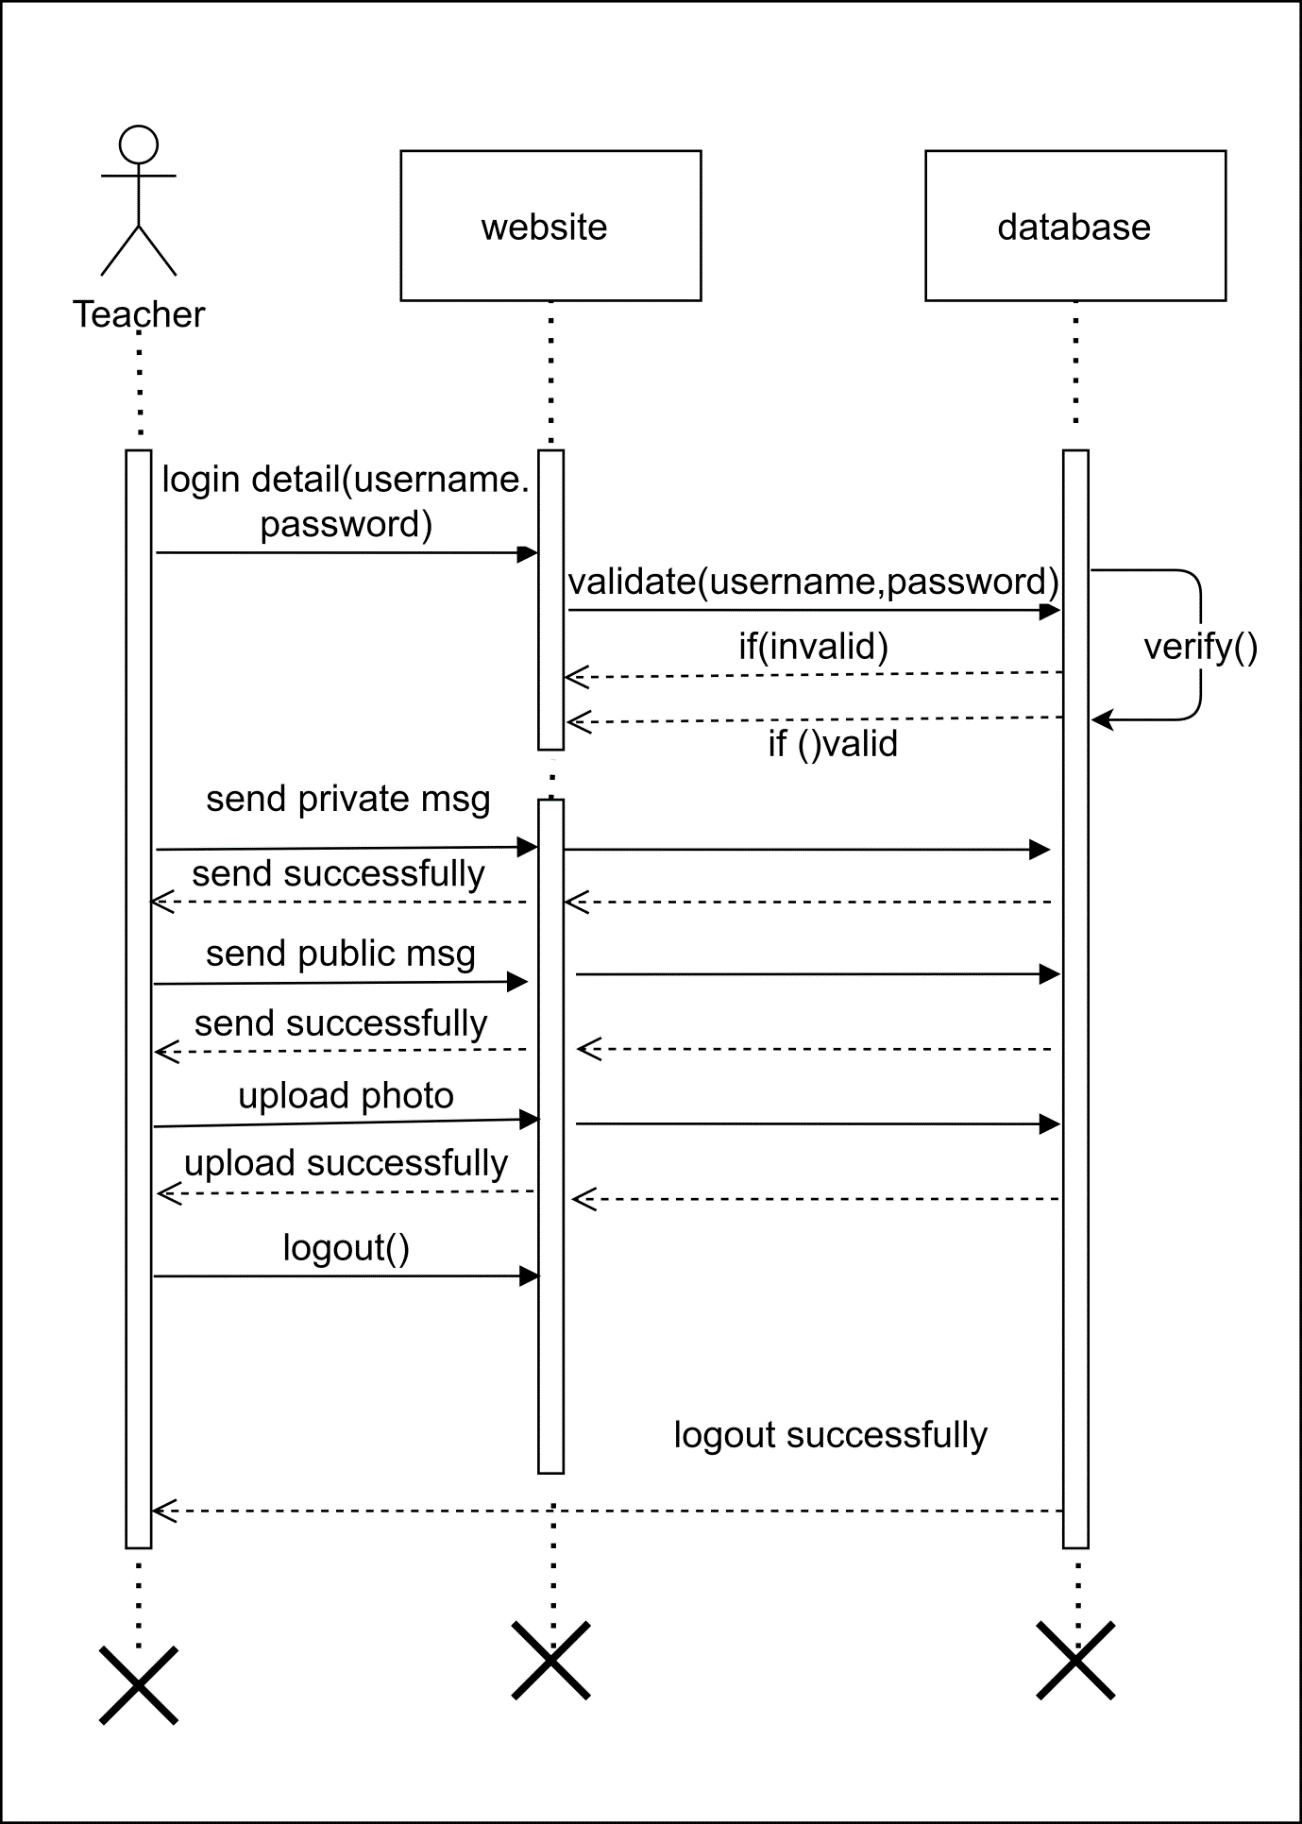 Teacher
website
database
login detail(username.
password)
validate(username,password)
if(invalid)
verify()
if ()valid
send private msg
send successfully
send public msg
send successfully
upload photo
upload successfully
logout()
logout successfully